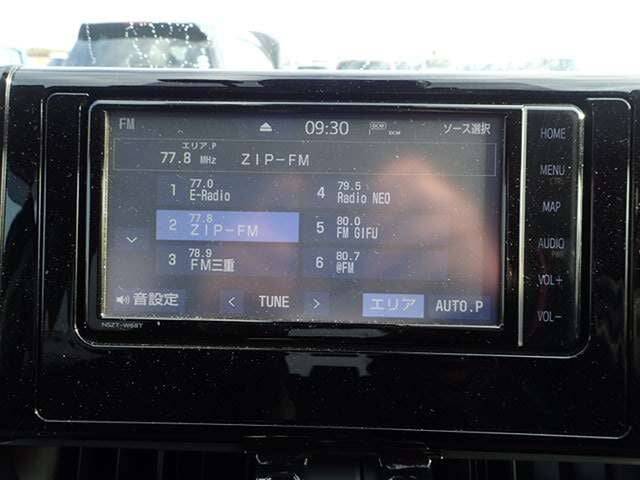 FM 09:30 DCM ソース選択
エリア.P
77.8 MHz ZIP-FM
1 77.0 E-Radio
2 77.8 ZIP-FM
3 78.9 FM三重
4 79.5 Radio NEO
5 80.0 FM GIFU
6 80.7 @FM
音設定 < TUNE > エリア AUTO.P
NSZT-W68T
HOME
MENU
MAP
AUDIO
VOL+
VOL-